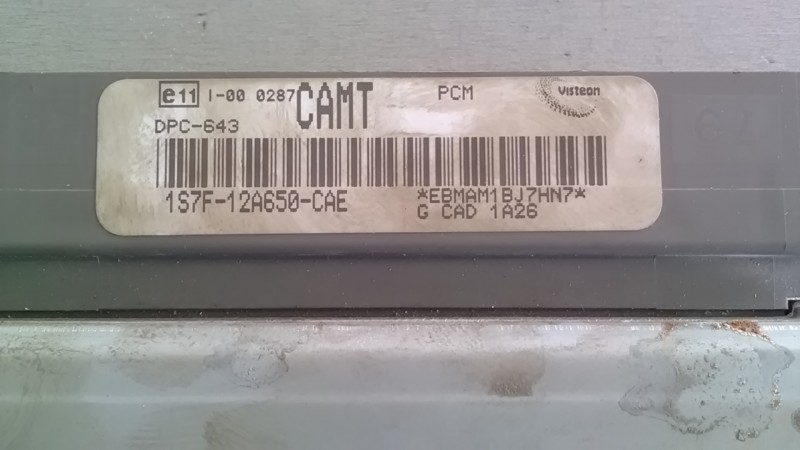 e11 I-00 0287 CAMT PCM Visteon
DPC-643
1S7F-12A650-CAE *EBMAM1BJ7HN7*
G CAD 1A26